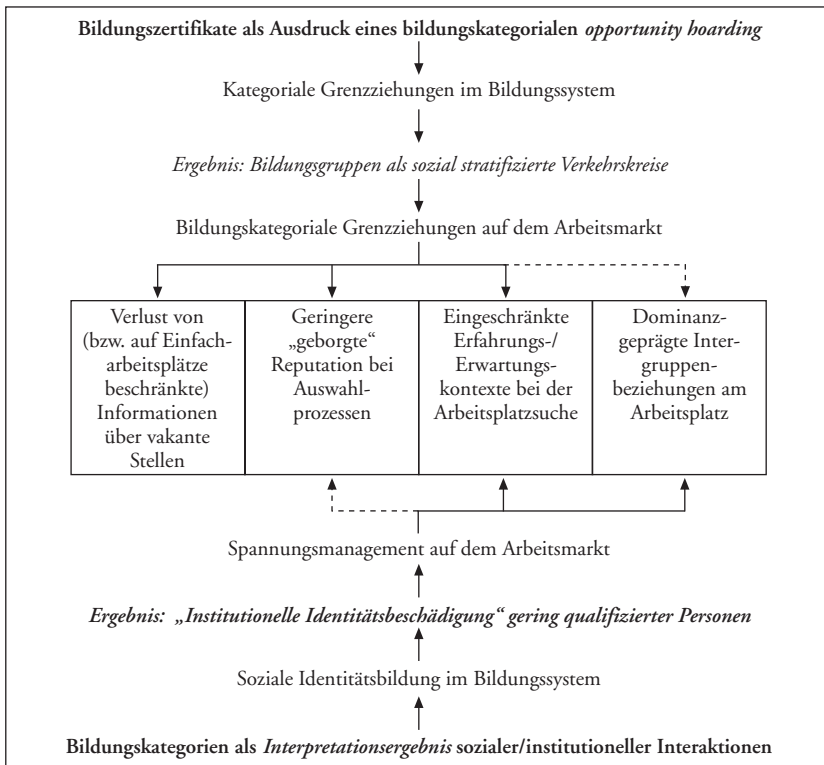 Bildungszertifikate als Ausdruck eines bildungskategorialen opportunity hoarding
Kategoriale Grenzziehungen im Bildungssystem
Ergebnis: Bildungsgruppen als sozial stratifizierte Verkehrskreise
Bildungskategoriale Grenzziehungen auf dem Arbeitsmarkt
Verlust von
(bzw. auf Einfach-
arbeitsplätze
beschränkte)
Informationen
über vakante
Stellen
Geringere
„geborgte“
Reputation bei
Auswahl-
prozessen
Eingeschränkte
Erfahrungs-/
Erwartungs-
kontexte bei der
Arbeitsplatzsuche
Dominanz-
geprägte Inter-
gruppen-
beziehungen am
Arbeitsplatz
Spannungsmanagement auf dem Arbeitsmarkt
Ergebnis: „Institutionelle Identitätsbeschädigung“ gering qualifizierter Personen
Soziale Identitätsbildung im Bildungssystem
Bildungskategorien als Interpretationsergebnis sozialer/institutioneller Interaktionen